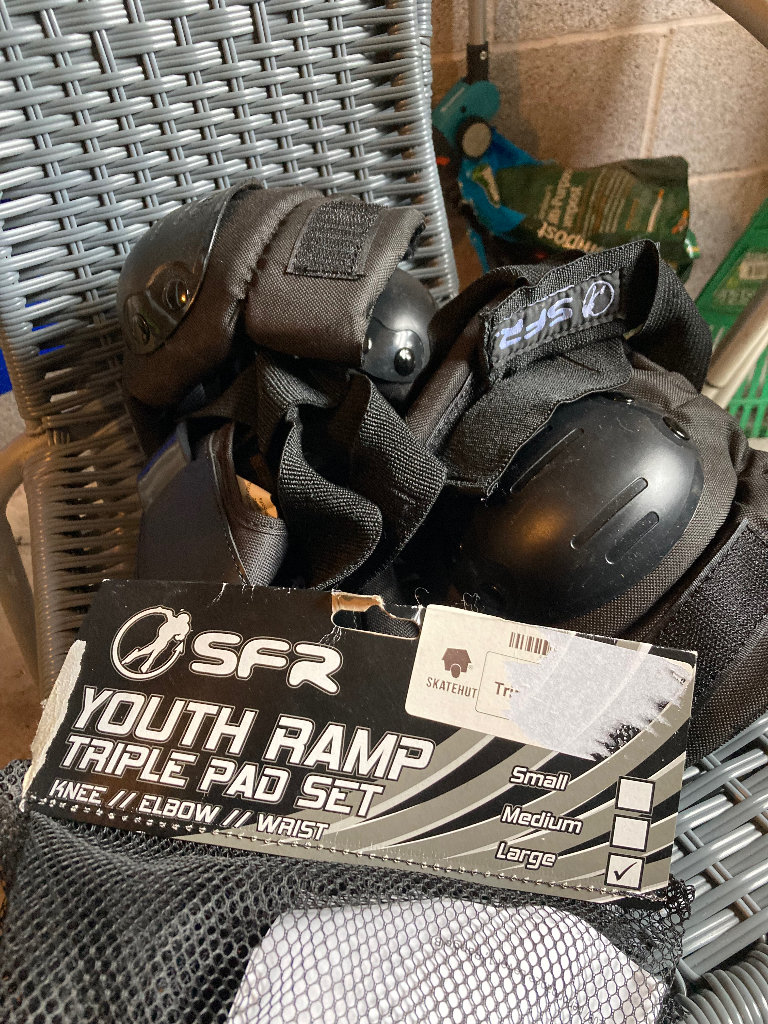 SFR
SFR
YOUTH RAMP
TRIPLE PAD SET
KNEE // ELBOW // WRIST
SKATEHUT
Small
Medium
Large